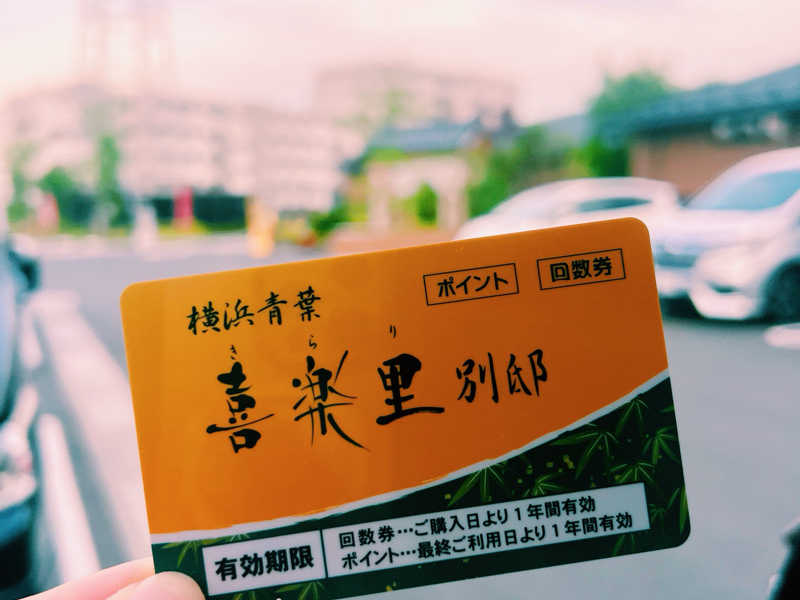 ポイント 回数券
横浜青葉
きらり
喜楽里 別邸
有効期限
回数券…ご購入日より1年間有効
ポイント…最終ご利用日より1年間有効